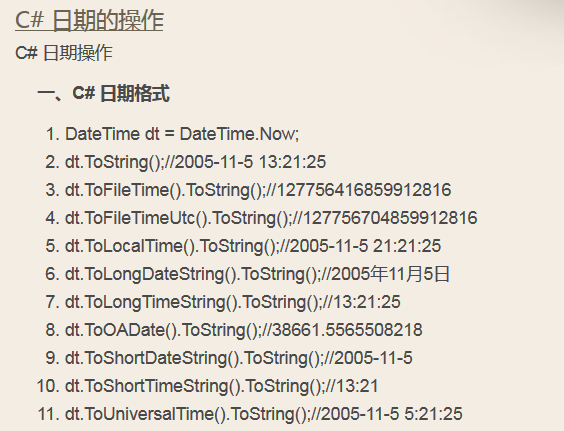 C# 日期的操作
C# 日期操作
一、C# 日期格式
1. DateTime dt = DateTime.Now;
2. dt.ToString();//2005-11-5 13:21:25
3. dt.ToFileTime().ToString();//127756416859912816
4. dt.ToFileTimeUtc().ToString();//127756704859912816
5. dt.ToLocalTime().ToString();//2005-11-5 21:21:25
6. dt.ToLongDateString().ToString();//2005年11月5日
7. dt.ToLongTimeString().ToString();//13:21:25
8. dt.ToOADate().ToString();//38661.5565508218
9. dt.ToShortDateString().ToString();//2005-11-5
10. dt.ToShortTimeString().ToString();//13:21
11. dt.ToUniversalTime().ToString();//2005-11-5 5:21:25